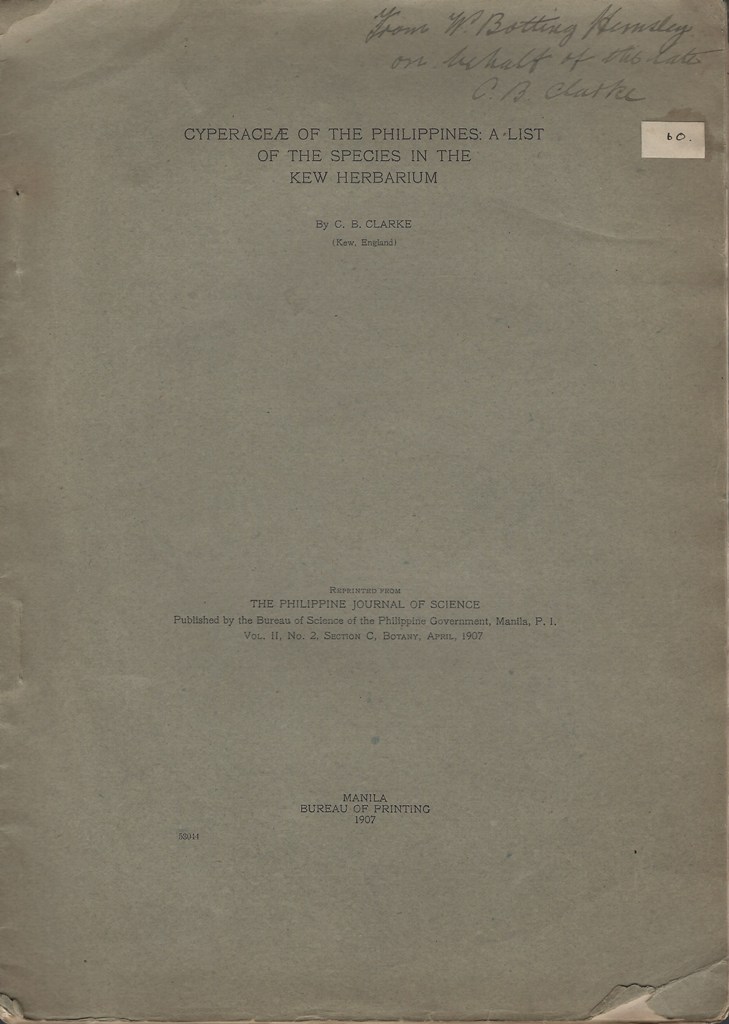 From W. Botting Hemsley
on behalf of the late
C. B. Clarke
60.
CYPERACEÆ OF THE PHILIPPINES: A LIST
OF THE SPECIES IN THE
KEW HERBARIUM
By C. B. CLARKE
(Kew, England)
REPRINTED FROM
THE PHILIPPINE JOURNAL OF SCIENCE
Published by the Bureau of Science of the Philippine Government, Manila, P. I.
VOL. II, NO. 2, SECTION C, BOTANY, APRIL, 1907
MANILA
BUREAU OF PRINTING
1907